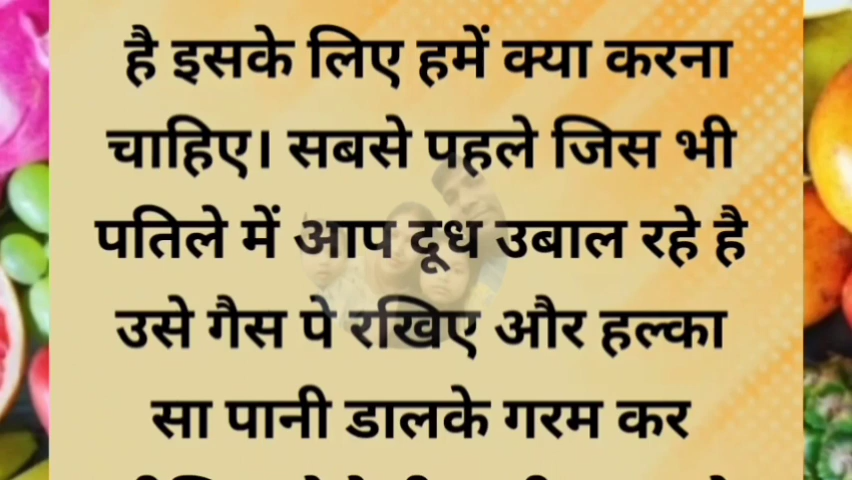 है इसके लिए हमें क्या करना
चाहिए। सबसे पहले जिस भी
पतिले में आप दूध उबाल रहे है
उसे गैस पे रखिए और हल्का
सा पानी डालके गरम कर